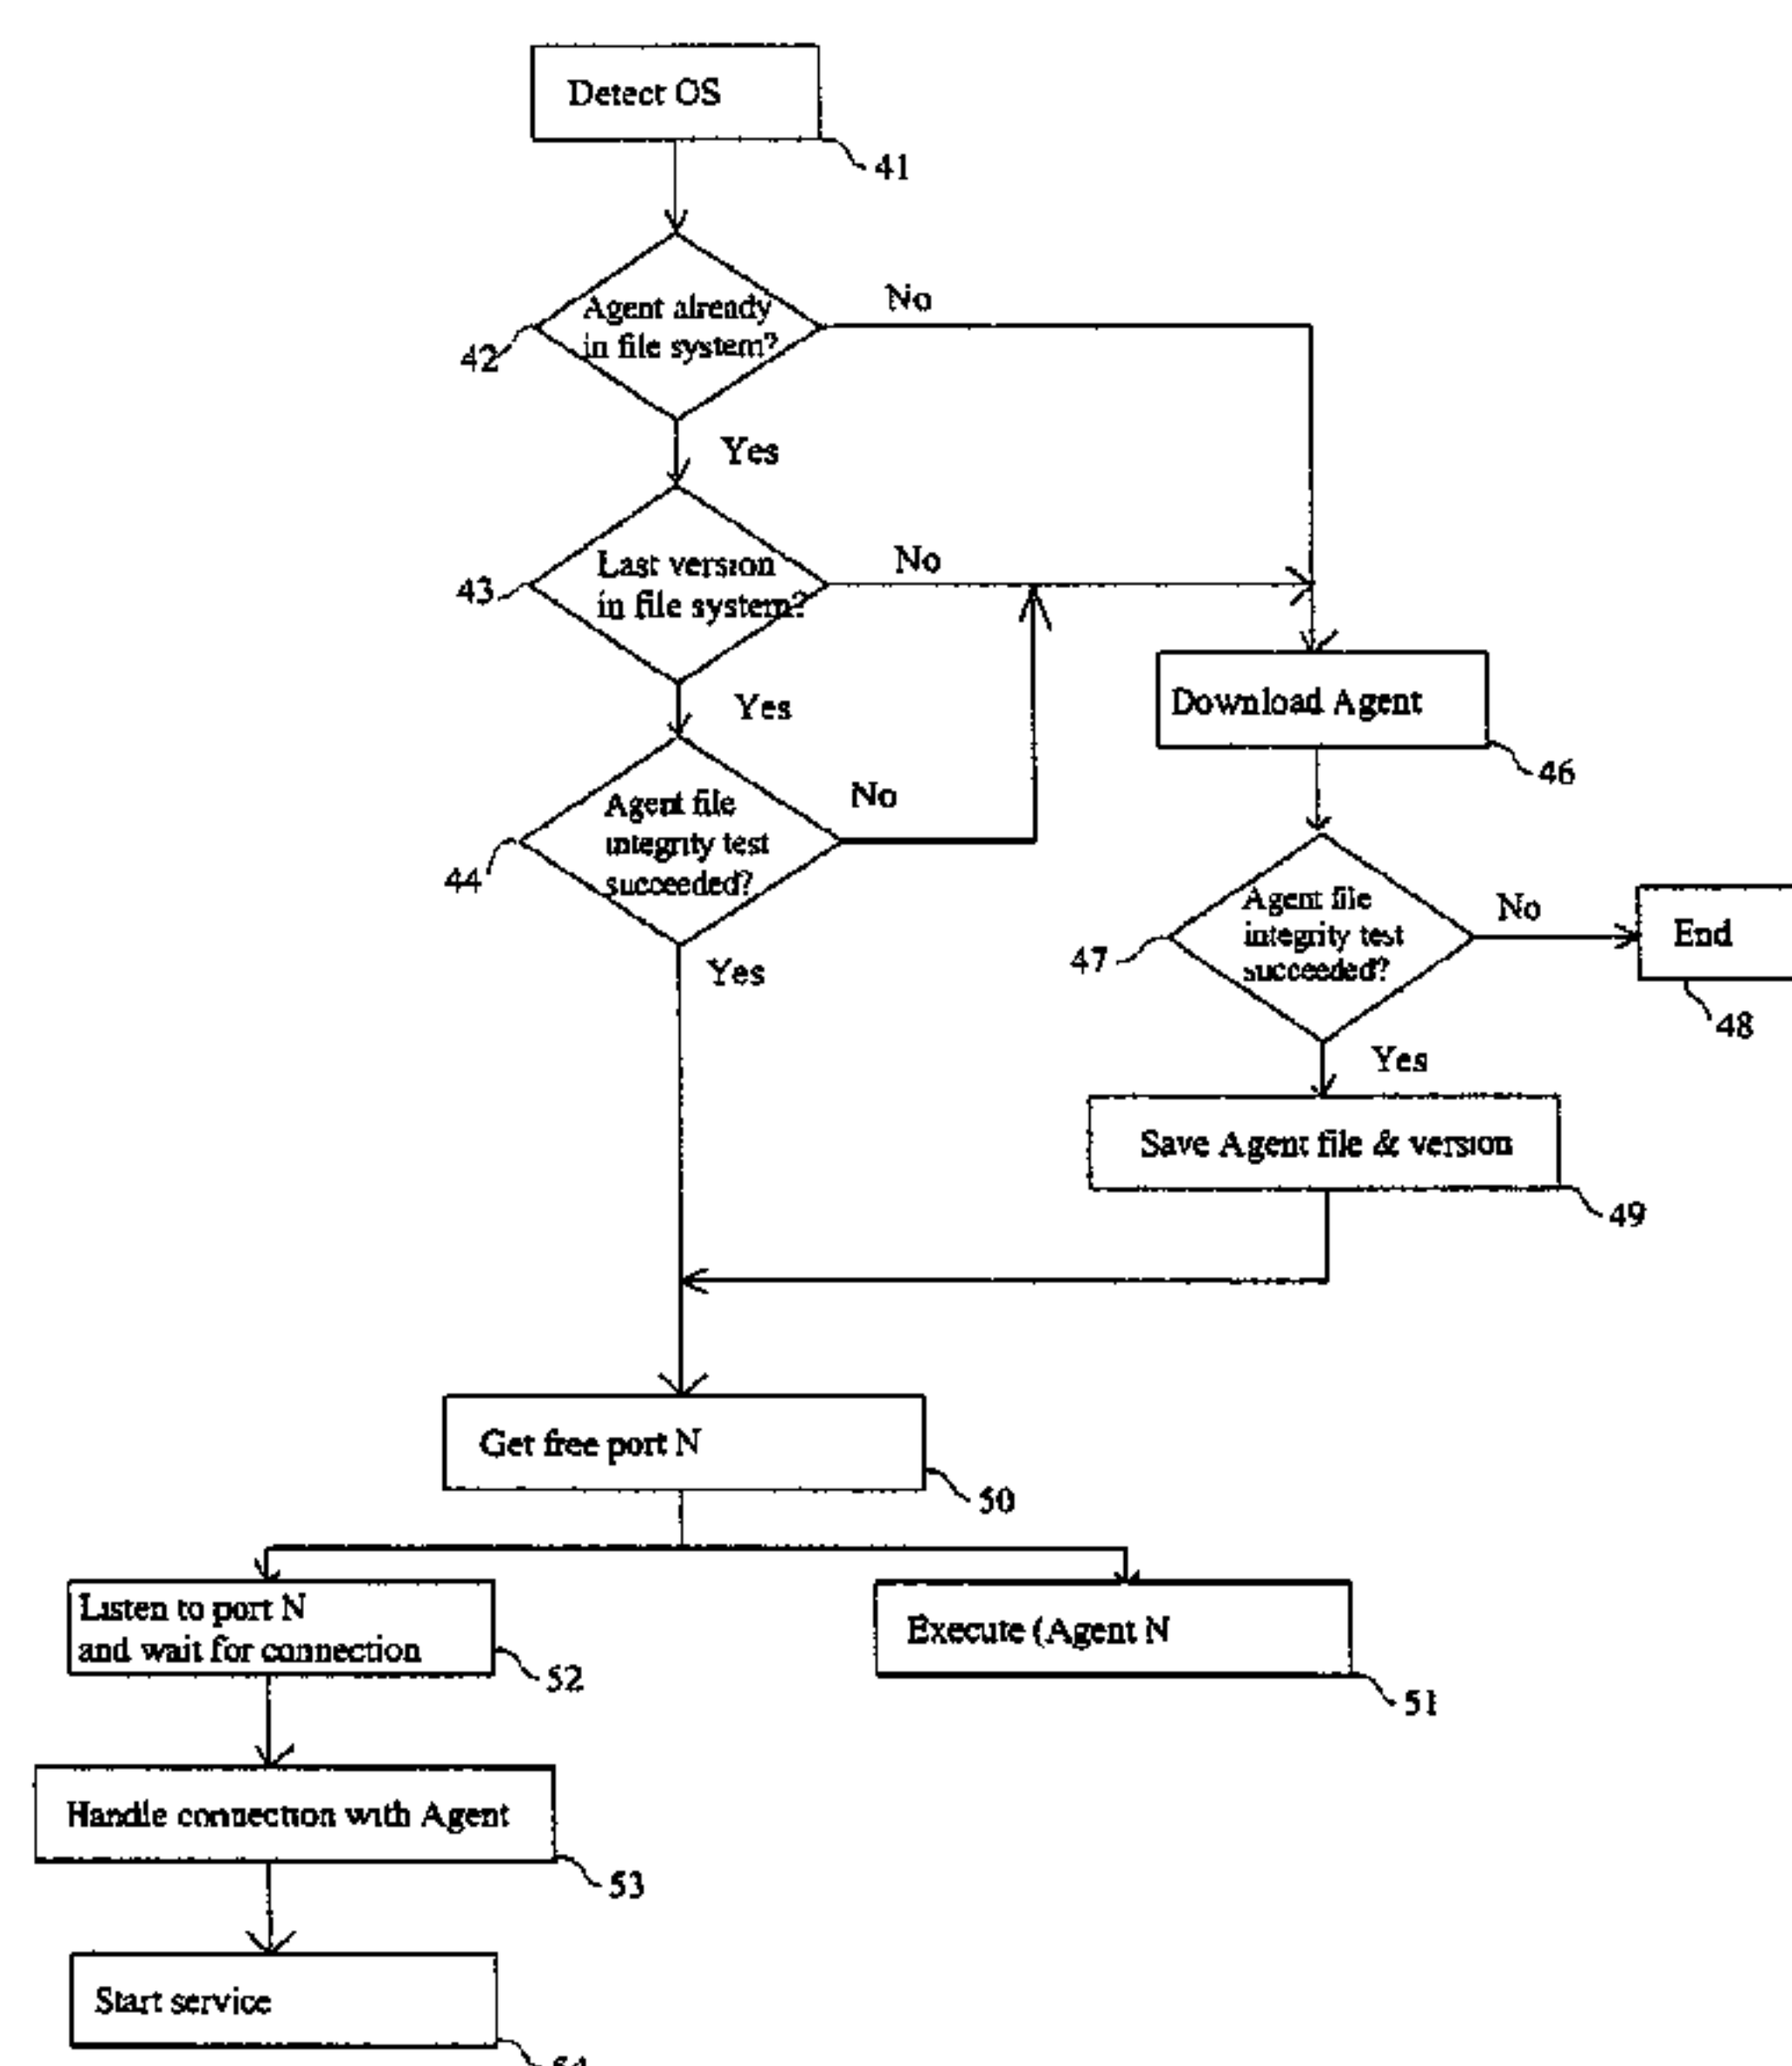 Detect OS
41
Agent already
in file system?
No
42
Yes
Last version
in file system?
No
43
Yes
Download Agent
46
Agent file
integrity test
succeeded?
No
44
Yes
Agent file
integrity test
succeeded?
No
End
47
48
Yes
Save Agent file & version
49
Get free port N
50
Listen to port N
and wait for connection
52
Execute (Agent N
51
Handle connection with Agent
53
Start service